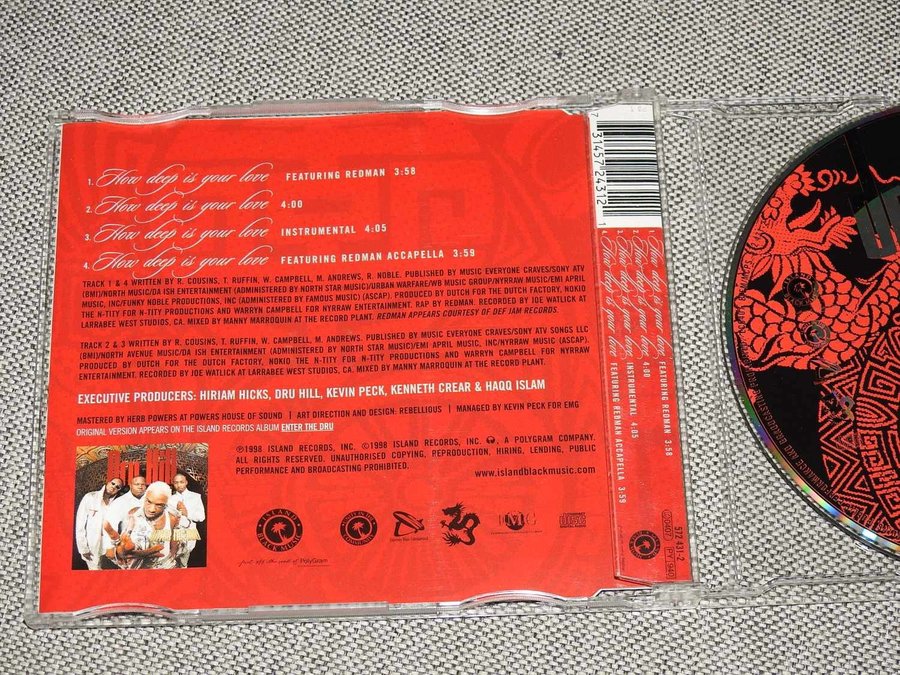 1. How deep is your love FEATURING REDMAN 3:58
2. How deep is your love 4:00
3. How deep is your love INSTRUMENTAL 4:05
4. How deep is your love FEATURING REDMAN ACCAPELLA 3:59
TRACK 1 & 4 WRITTEN BY R. COUSINS, T. RUFFIN, W. CAMPBELL, M. ANDREWS, R. NOBLE. PUBLISHED BY MUSIC EVERYONE CRAVES/SONY ATV
(BMI)/NORTH MUSIC/DA ISH ENTERTAINMENT (ADMINISTERED BY NORTH STAR MUSIC)/URBAN WARFARE/WB MUSIC GROUP/NYRRAW MUSIC/EMI APRIL
MUSIC, INC/FUNKY NOBLE PRODUCTIONS, INC (ADMINISTERED BY FAMOUS MUSIC) (ASCAP). PRODUCED BY DUTCH FOR THE DUTCH FACTORY, NOKIO
THE N-TITY FOR N-TITY PRODUCTIONS AND WARRYN CAMPBELL FOR NYRRAW ENTERTAINMENT. RAP BY REDMAN. RECORDED BY JOE WATLICK AT
LARRABEE WEST STUDIOS, CA. MIXED BY MANNY MARROQUIN AT THE RECORD PLANT. REDMAN APPEARS COURTESY OF DEF JAM RECORDS.
TRACK 2 & 3 WRITTEN BY R. COUSINS, T. RUFFIN, W. CAMPBELL, M. ANDREWS. PUBLISHED BY MUSIC EVERYONE CRAVES/SONY ATV SONGS LLC
(BMI)/NORTH AVENUE MUSIC/DA ISH ENTERTAINMENT (ADMINISTERED BY NORTH STAR MUSIC)/EMI APRIL MUSIC, INC/NYRRAW MUSIC (ASCAP).
PRODUCED BY DUTCH FOR THE DUTCH FACTORY, NOKIO THE N-TITY FOR N-TITY PRODUCTIONS AND WARRYN CAMPBELL FOR NYRRAW
ENTERTAINMENT. RECORDED BY JOE WATLICK AT LARRABEE WEST STUDIOS, CA. MIXED BY MANNY MARROQUIN AT THE RECORD PLANT.
EXECUTIVE PRODUCERS: HIRIAM HICKS, DRU HILL, KEVIN PECK, KENNETH CREAR & HAQQ ISLAM
MASTERED BY HERB POWERS AT POWERS HOUSE OF SOUND | ART DIRECTION AND DESIGN: REBELLIOUS | MANAGED BY KEVIN PECK FOR EMG
ORIGINAL VERSION APPEARS ON THE ISLAND RECORDS ALBUM ENTER THE DRU
℗1998 ISLAND RECORDS, INC. ©1998 ISLAND RECORDS, INC. A POLYGRAM COMPANY.
ALL RIGHTS RESERVED. UNAUTHORISED COPYING, REPRODUCTION, HIRING, LENDING, PUBLIC
PERFORMANCE AND BROADCASTING PROHIBITED.
www.islandblackmusic.com
Dru Hill
ISLAND
BLACK MUSIC
EMG
COMPACT
disc
PolyGram
7 31457 24312 1
1. How deep is your love FEATURING REDMAN 3:58
2. How deep is your love 4:00
3. How deep is your love INSTRUMENTAL 4:05
4. How deep is your love FEATURING REDMAN ACCAPELLA 3:59
572 431-2